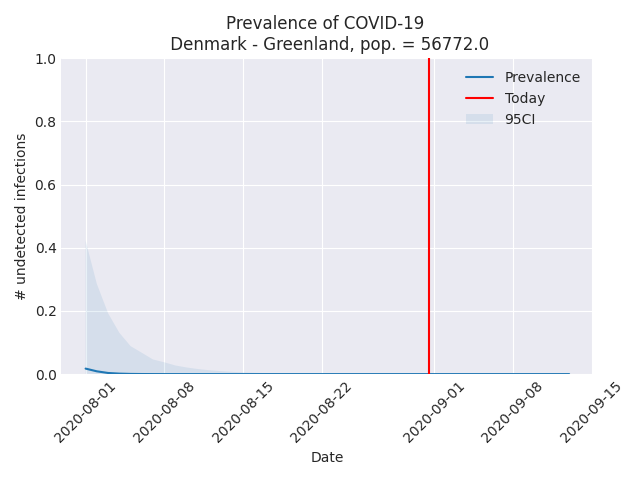 Prevalence of COVID-19
Denmark - Greenland, pop. = 56772.0
1.0
0.8
0.6
0.4
0.2
0.0
# undetected infections
Prevalence
Today
95CI
2020-08-01
2020-08-08
2020-08-15
2020-08-22
2020-09-01
2020-09-08
2020-09-15
Date